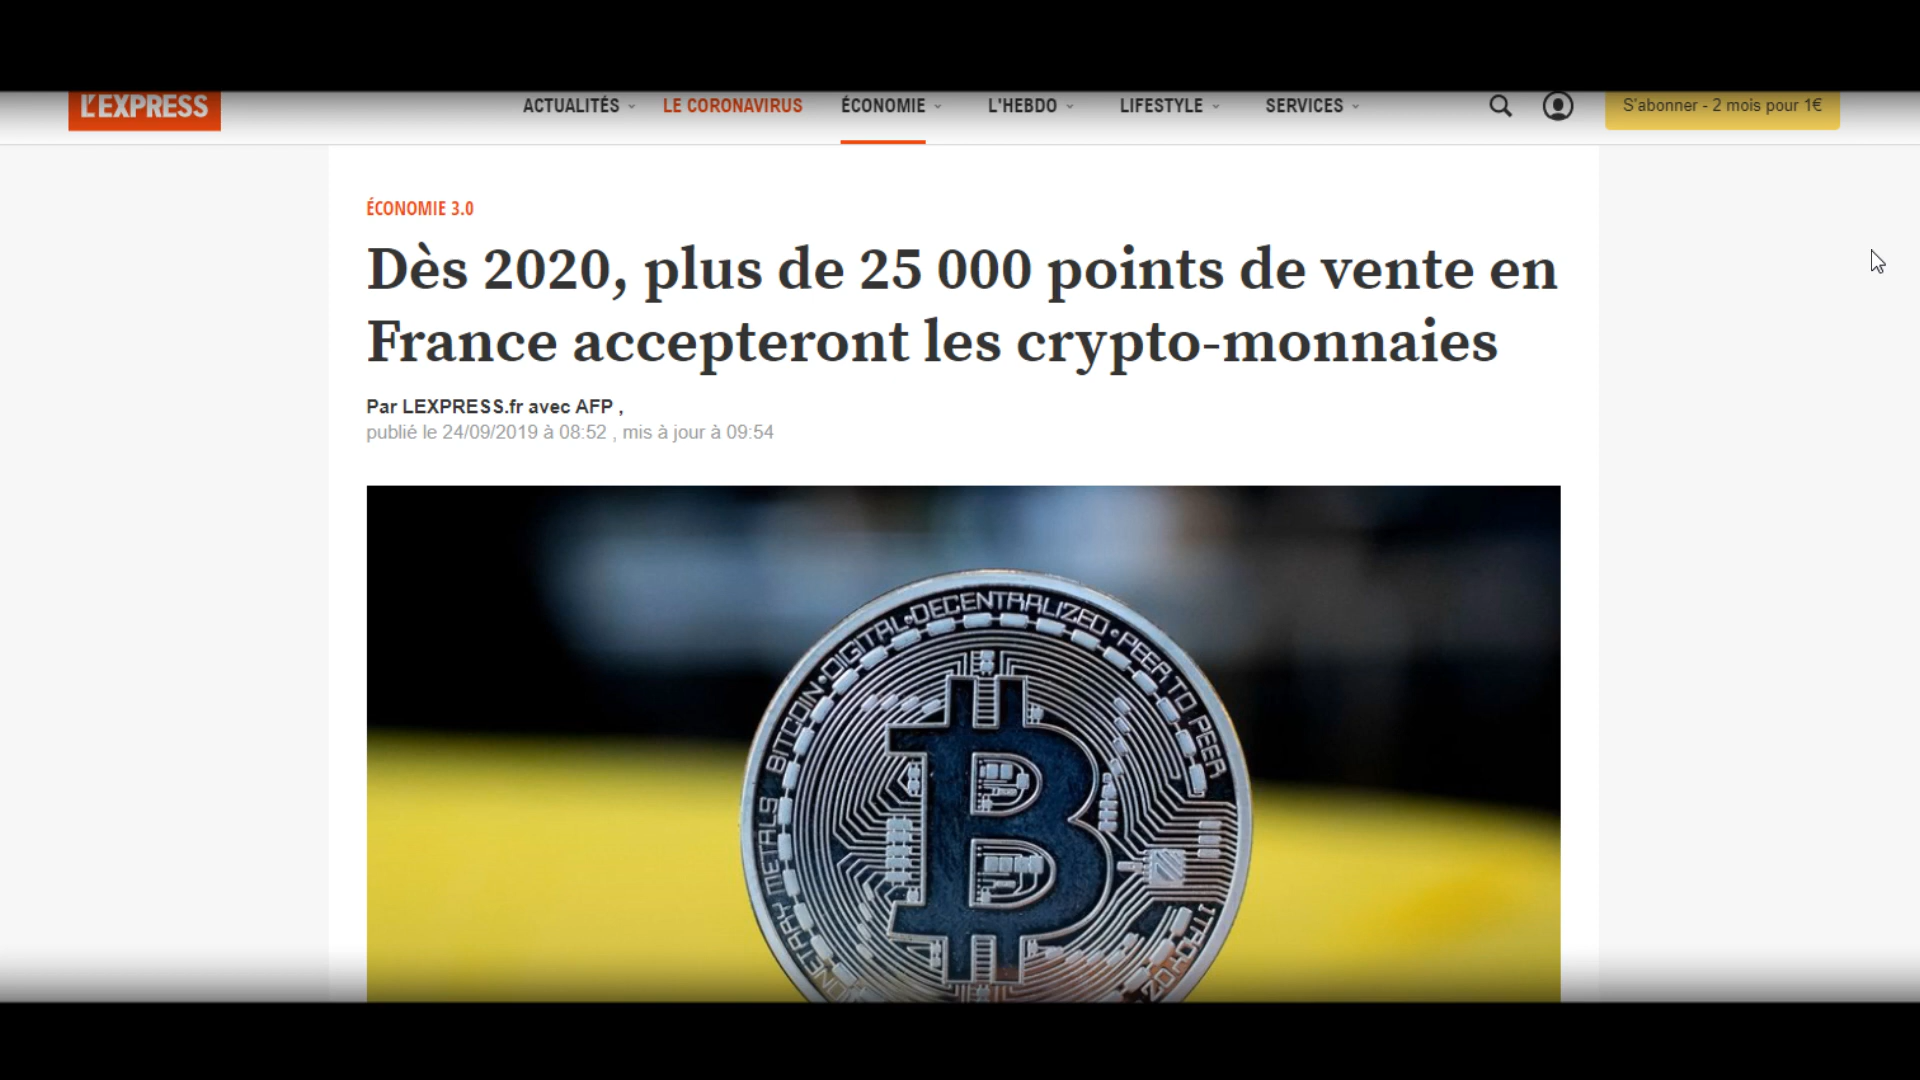 L'EXPRESS
ACTUALITÉS LE CORONAVIRUS ÉCONOMIE L'HEBDO LIFESTYLE SERVICES S'abonner - 2 mois pour 1€
ÉCONOMIE 3.0
Dès 2020, plus de 25 000 points de vente en
France accepteront les crypto-monnaies
Par LEXPRESS.fr avec AFP ,
publié le 24/09/2019 à 08:52 , mis à jour à 09:54
BITCOIN•DIGITAL•DECENTRALIZED•PEER TO PEER
METALS